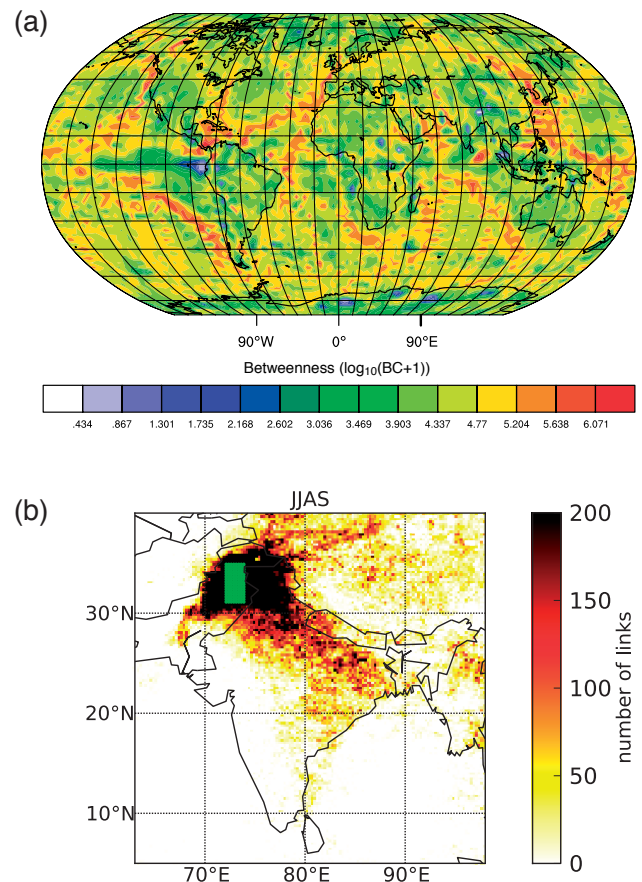 (a)
90°W 0° 90°E
Betweenness (log10(BC+1))
.434 .867 1.301 1.735 2.168 2.602 3.036 3.469 3.903 4.337 4.77 5.204 5.638 6.071
(b)
JJAS
200
150
100
50
0
number of links
30°N
20°N
10°N
70°E 80°E 90°E